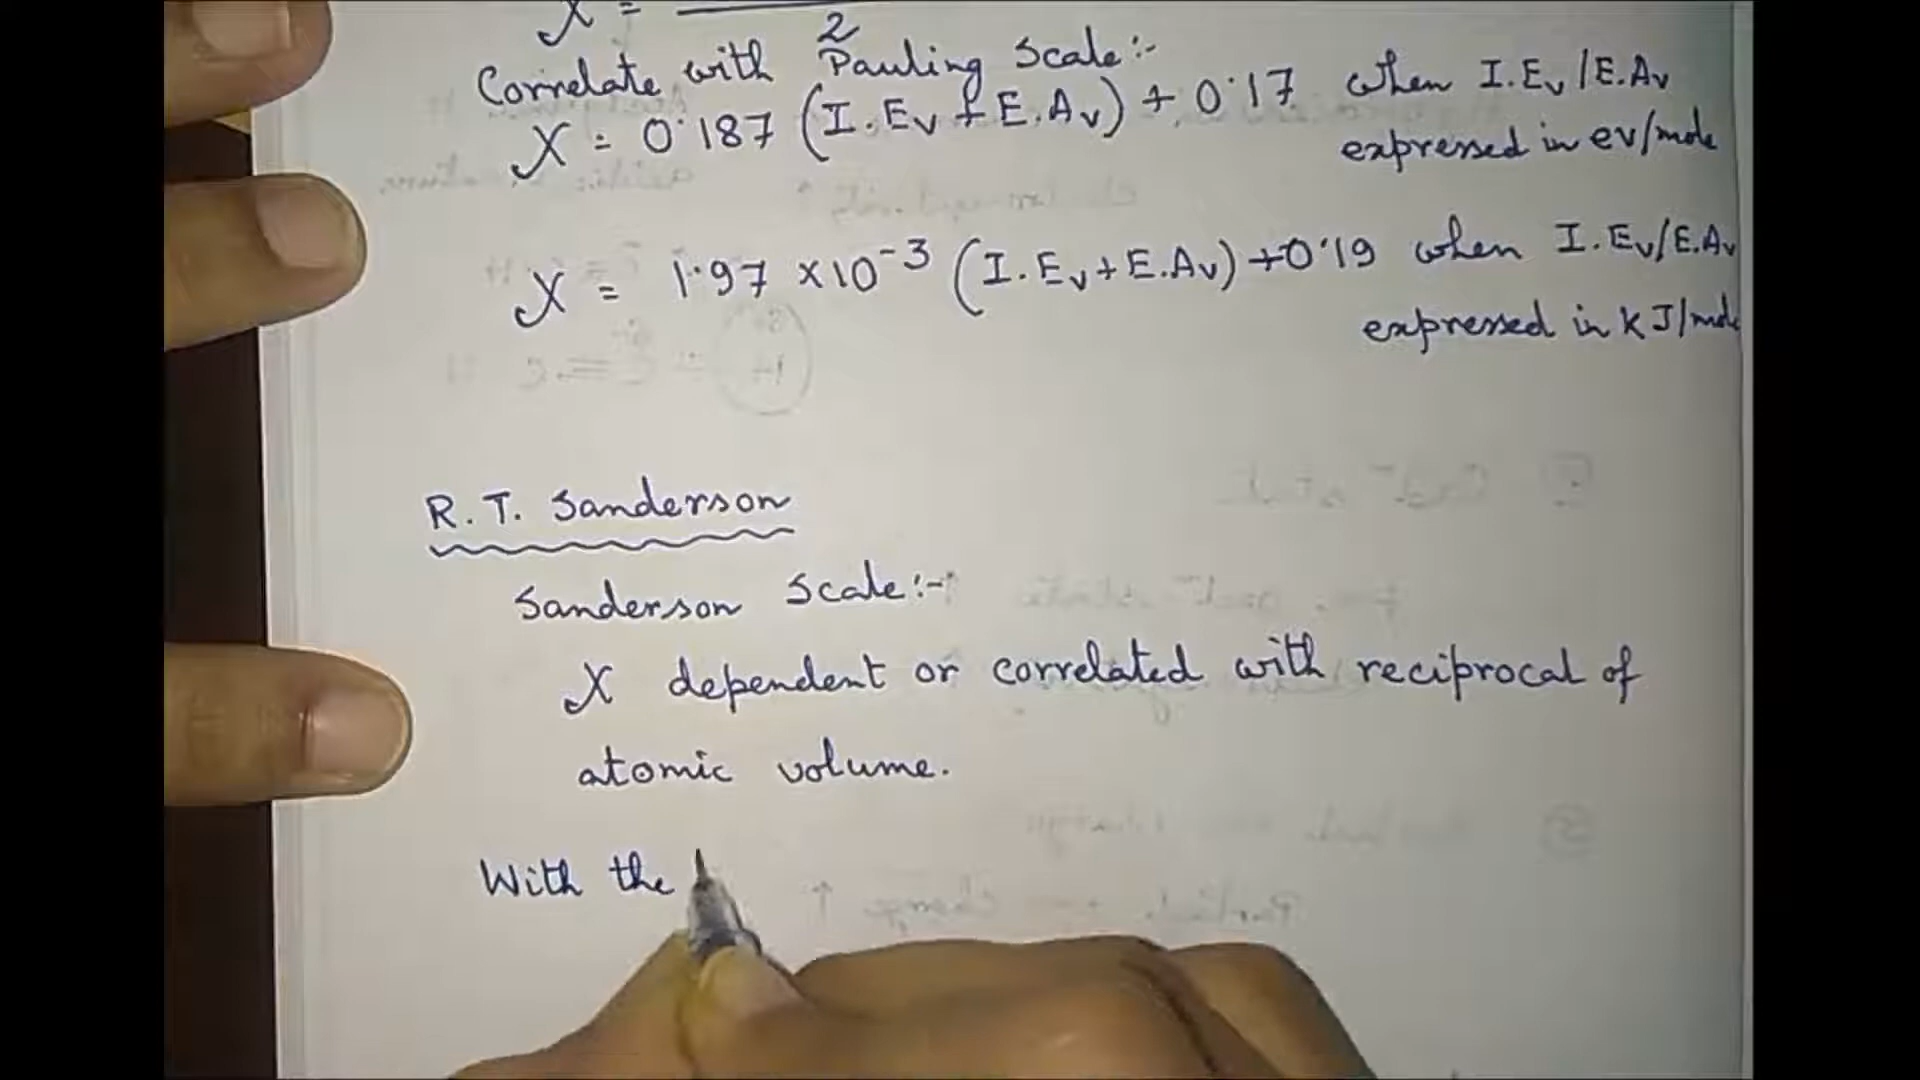 X =
2
Correlate with Pauling Scale:-
X = 0.187 (I.Ev + E.Av) + 0.17 when I.Ev/E.Av
expressed in ev/mole
X = 1.97 ×10⁻³ (I.Ev + E.Av) +0.19 when I.Ev/E.Av
expressed in kJ/mole
R. T. Sanderson
Sanderson Scale:-
X dependent or correlated with reciprocal of
atomic volume.
With the